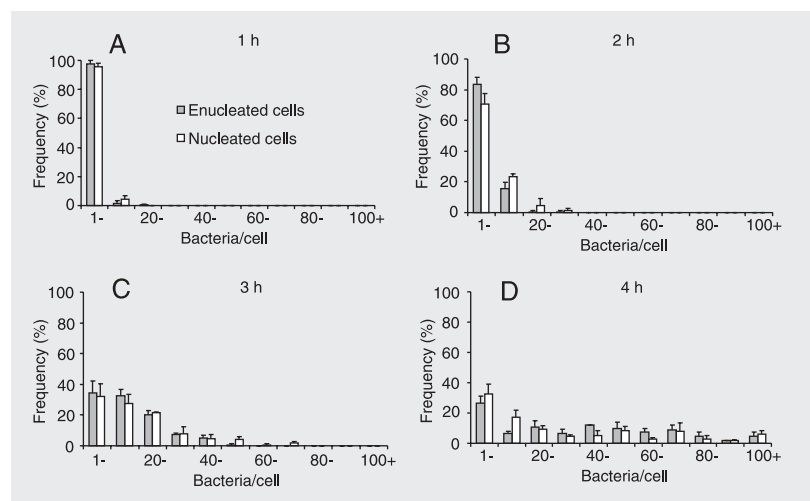 A
1 h
Frequency (%)
100
80
60
40
20
0
Enucleated cells
Nucleated cells
1- 20- 40- 60- 80- 100+
Bacteria/cell
B
2 h
Frequency (%)
100
80
60
40
20
0
1- 20- 40- 60- 80- 100+
Bacteria/cell
C
3 h
Frequency (%)
100
80
60
40
20
0
1- 20- 40- 60- 80- 100+
Bacteria/cell
D
4 h
Frequency (%)
100
80
60
40
20
0
1- 20- 40- 60- 80- 100+
Bacteria/cell